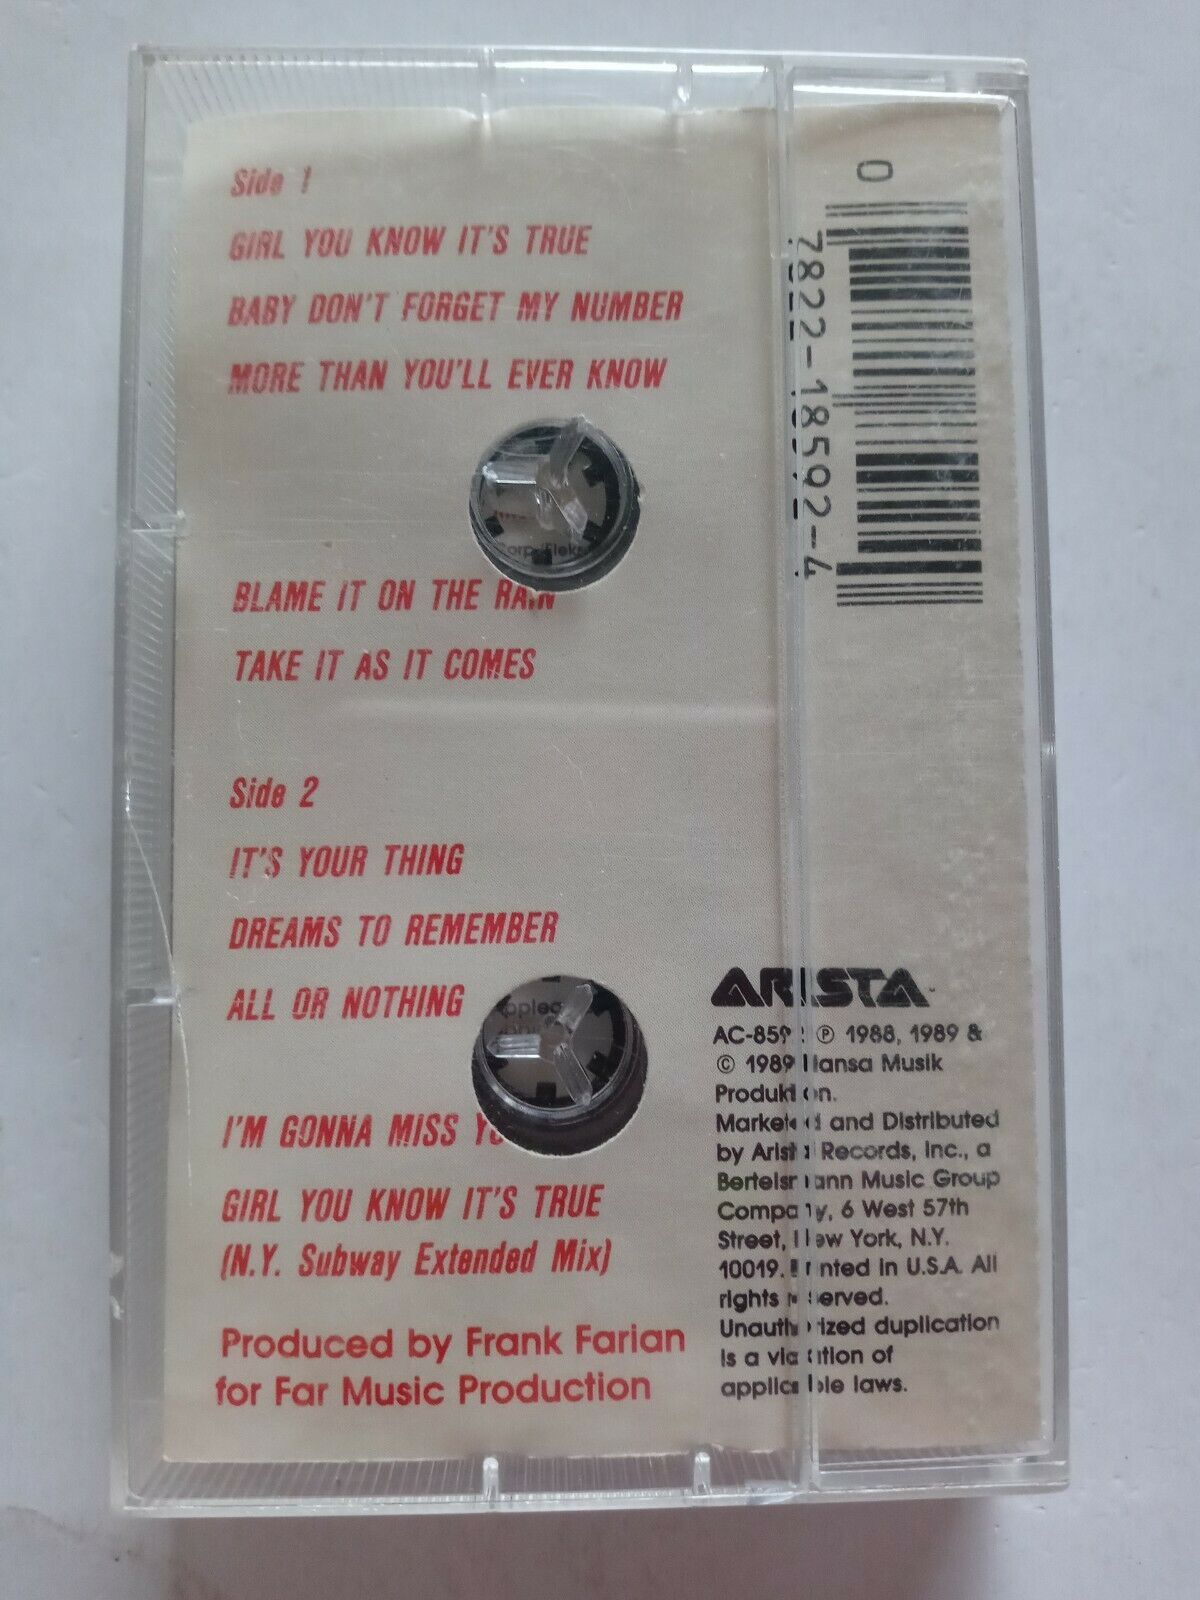 Side 1
GIRL YOU KNOW IT'S TRUE
BABY DON'T FORGET MY NUMBER
MORE THAN YOU'LL EVER KNOW
BLAME IT ON THE RAIN
TAKE IT AS IT COMES
Side 2
IT'S YOUR THING
DREAMS TO REMEMBER
ALL OR NOTHING
I'M GONNA MISS
GIRL YOU KNOW IT'S TRUE
(N.Y. Subway Extended Mix)
Produced by Frank Farian
for Far Music Production
0
7822-18592-4
ARISTA
AC-8592 ℗ 1988, 1989 &
© 1989 Hansa Musik
Produktion.
Marketed and Distributed
by Arista Records, Inc., a
Bertelsmann Music Group
Company, 6 West 57th
Street, New York, N.Y.
10019. Printed in U.S.A. All
rights reserved.
Unauthorized duplication
is a violation of
applicable laws.